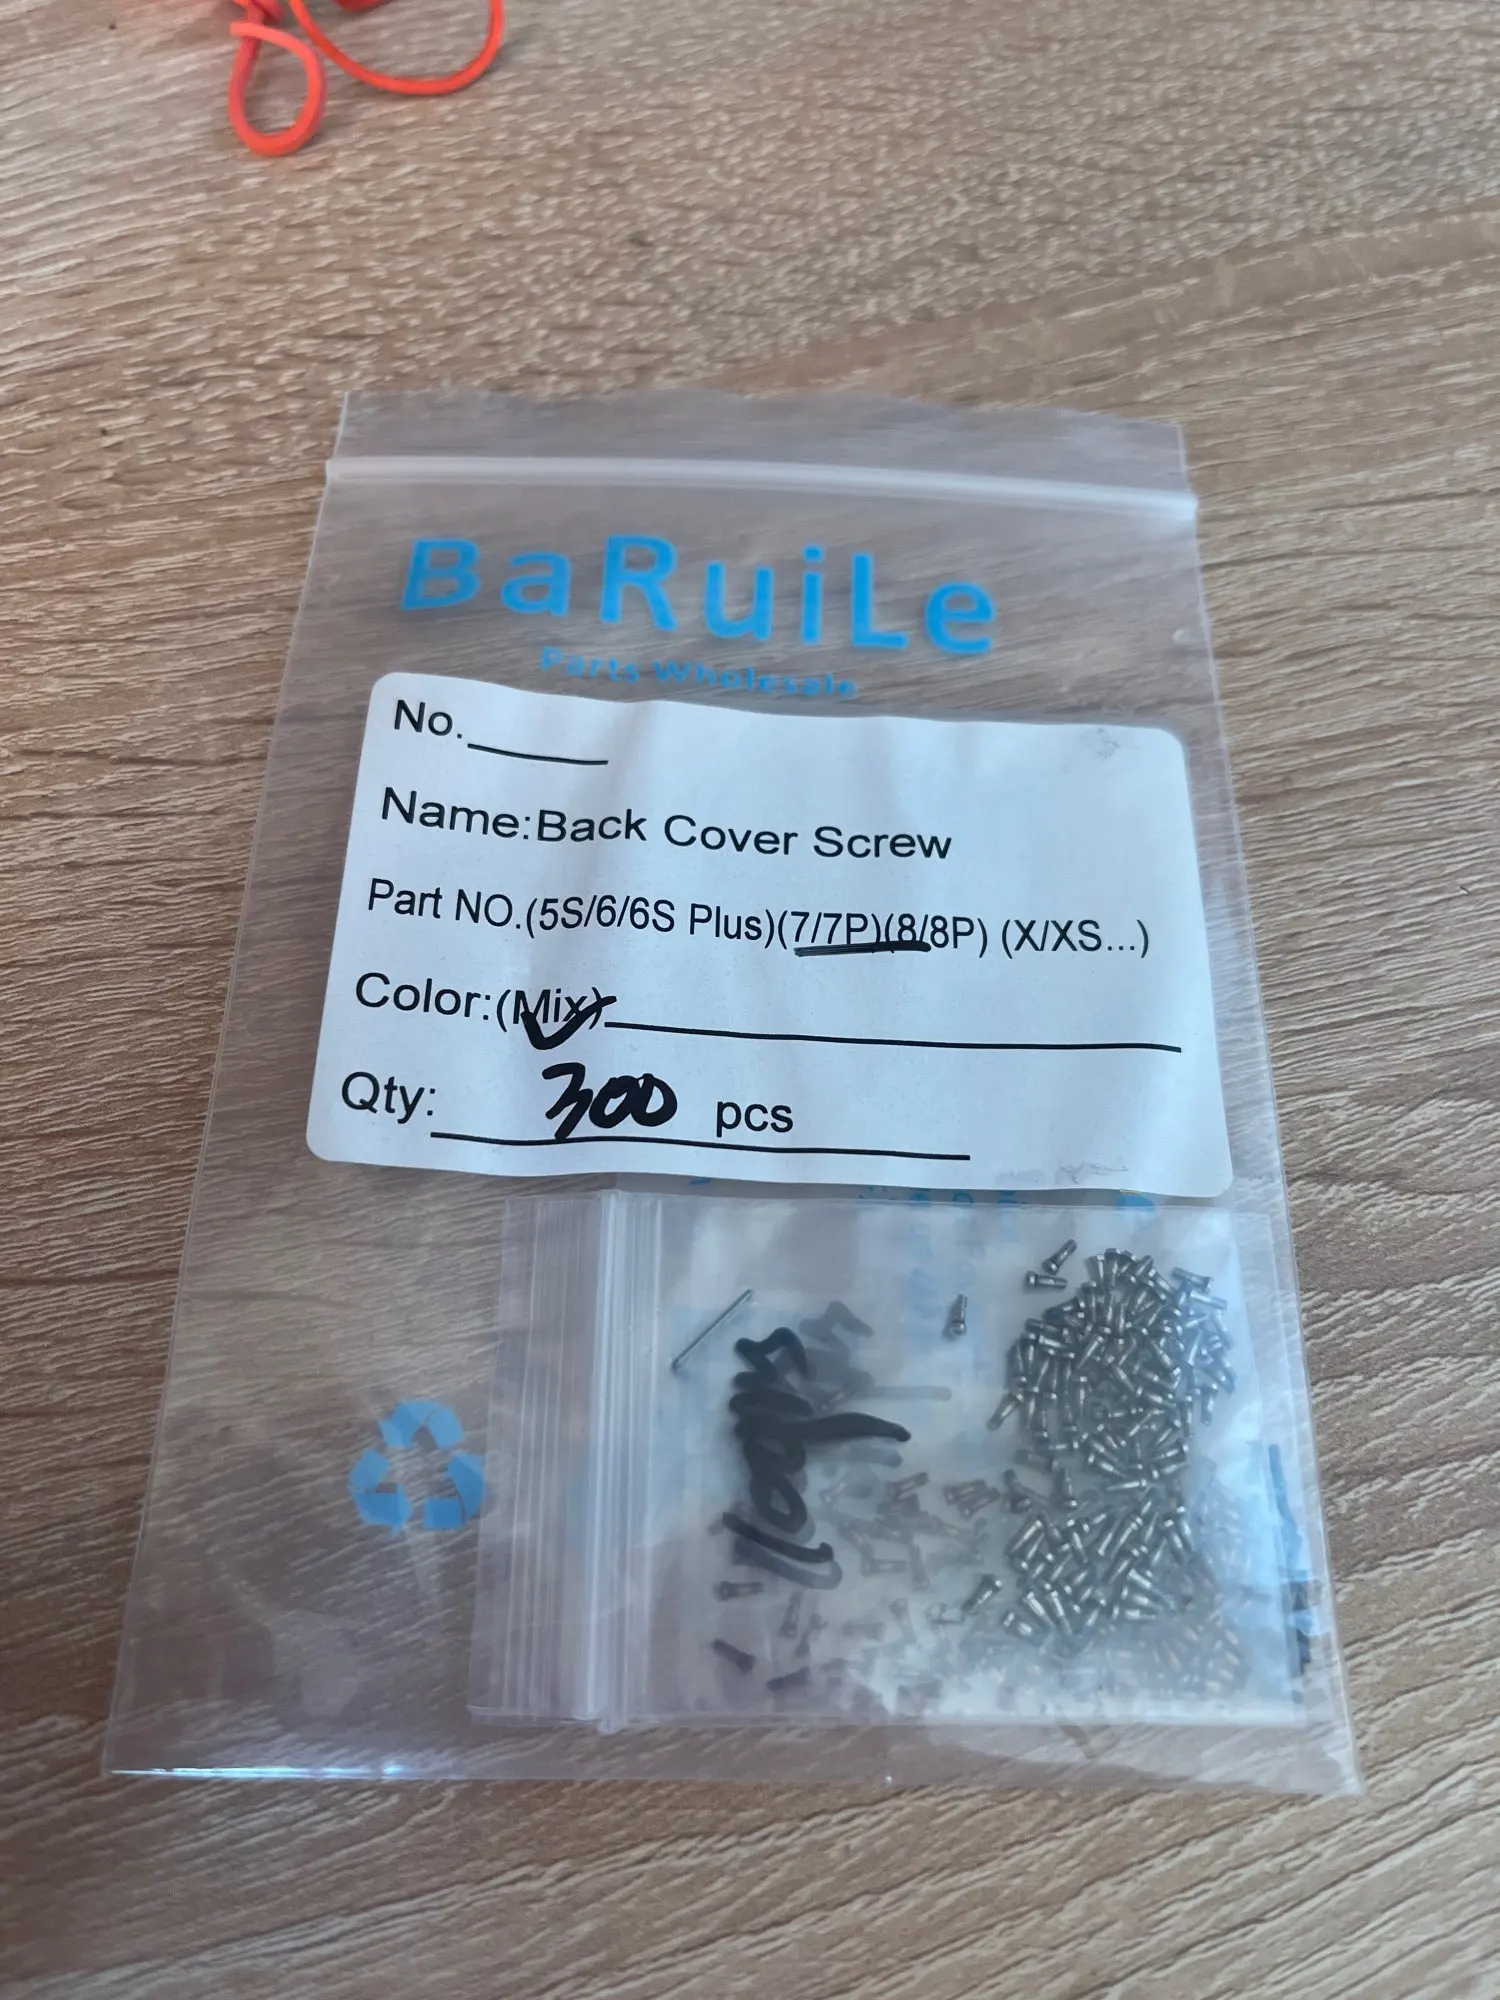 BaRuiLe
Parts Wholesale
No.
Name:Back Cover Screw
Part NO.(5S/6/6S Plus)(7/7P)(8/8P) (X/XS...)
Color:(Mix)
Qty: 300 pcs